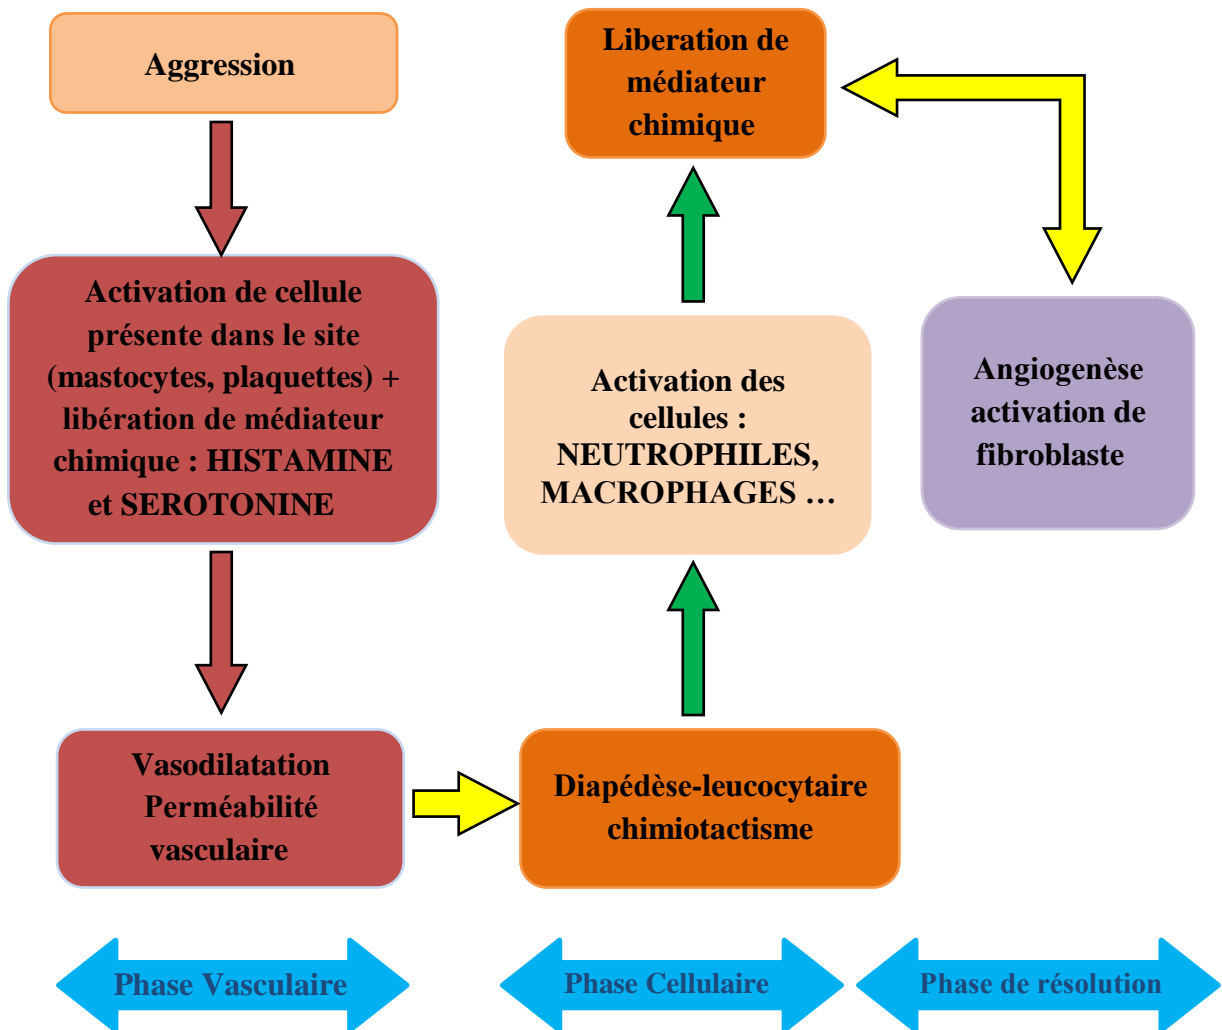 Aggression
Activation de cellule
présente dans le site
(mastocytes, plaquettes) +
libération de médiateur
chimique : HISTAMINE
et SEROTONINE
Vasodilatation
Perméabilité
vasculaire
Diapédèse-leucocytaire
chimiotactisme
Activation des
cellules :
NEUTROPHILES,
MACROPHAGES …
Liberation de
médiateur
chimique
Angiogenèse
activation de
fibroblaste
Phase Vasculaire
Phase Cellulaire
Phase de résolution